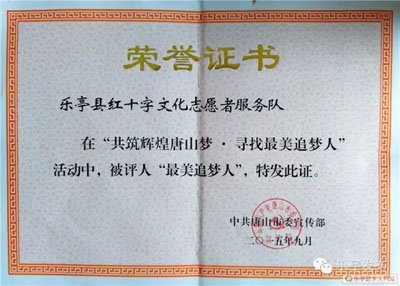 荣誉证书
乐亭县红十字文化志愿者服务队
在“共筑辉煌唐山梦·寻找最美追梦人”
活动中，被评人“最美追梦人”，特发此证。
中共唐山市委宣传部
二〇一五年九月